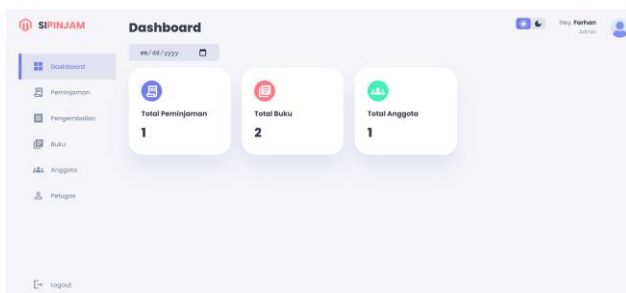 SIPINJAM
Dashboard
Peminjaman
Pengembalian
Buku
Anggota
Petugas
Logout
Dashboard
mm/dd/yyyy
Total Peminjaman
1
Total Buku
2
Total Anggota
1
Hey, Farhan
Admin